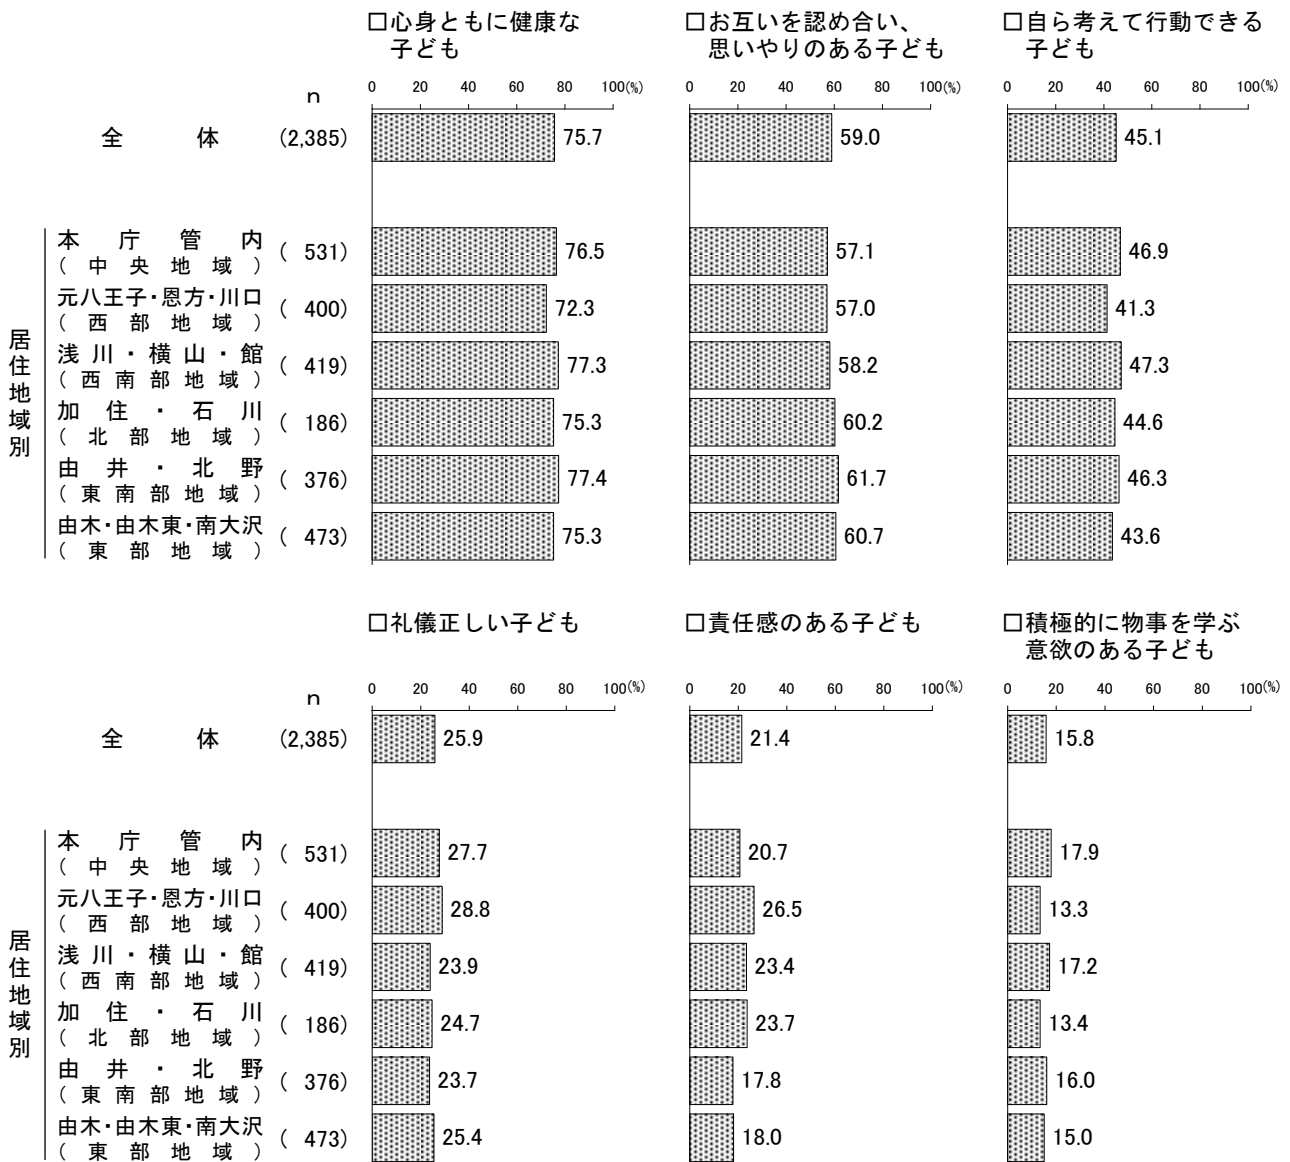 □心身ともに健康な
子ども
□お互いを認め合い、
思いやりのある子ども
□自ら考えて行動できる
子ども
n
0 20 40 60 80 100(%)
0 20 40 60 80 100(%)
0 20 40 60 80 100(%)
全体 (2,385) 75.7 59.0 45.1
居住地域別
本庁管内
(中央地域)
( 531) 76.5 57.1 46.9
元八王子・恩方・川口
(西部地域)
( 400) 72.3 57.0 41.3
浅川・横山・館
(西南部地域)
( 419) 77.3 58.2 47.3
加住・石川
(北部地域)
( 186) 75.3 60.2 44.6
由井・北野
(東南部地域)
( 376) 77.4 61.7 46.3
由木・由木東・南大沢
(東部地域)
( 473) 75.3 60.7 43.6
□礼儀正しい子ども
□責任感のある子ども
□積極的に物事を学ぶ
意欲のある子ども
n
0 20 40 60 80 100(%)
0 20 40 60 80 100(%)
0 20 40 60 80 100(%)
全体 (2,385) 25.9 21.4 15.8
居住地域別
本庁管内
(中央地域)
( 531) 27.7 20.7 17.9
元八王子・恩方・川口
(西部地域)
( 400) 28.8 26.5 13.3
浅川・横山・館
(西南部地域)
( 419) 23.9 23.4 17.2
加住・石川
(北部地域)
( 186) 24.7 23.7 13.4
由井・北野
(東南部地域)
( 376) 23.7 17.8 16.0
由木・由木東・南大沢
(東部地域)
( 473) 25.4 18.0 15.0